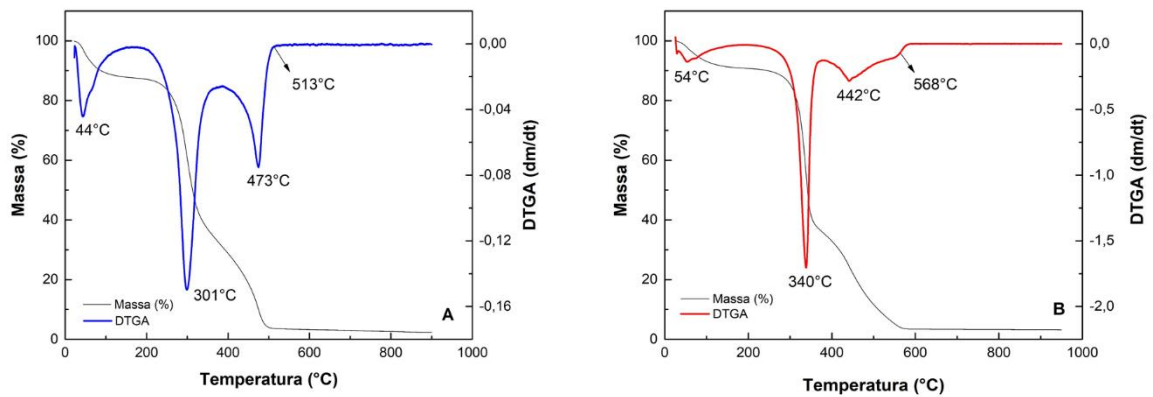 100
80
60
40
20
0
Massa (%)
0,00
-0,04
-0,08
-0,12
-0,16
DTGA (dm/dt)
44°C
301°C
473°C
513°C
Massa (%)
DTGA
A
0 200 400 600 800 1000
Temperatura (°C)
100
80
60
40
20
0
Massa (%)
0,0
-0,5
-1,0
-1,5
-2,0
DTGA (dm/dt)
54°C
340°C
442°C
568°C
Massa (%)
DTGA
B
0 200 400 600 800 1000
Temperatura (°C)